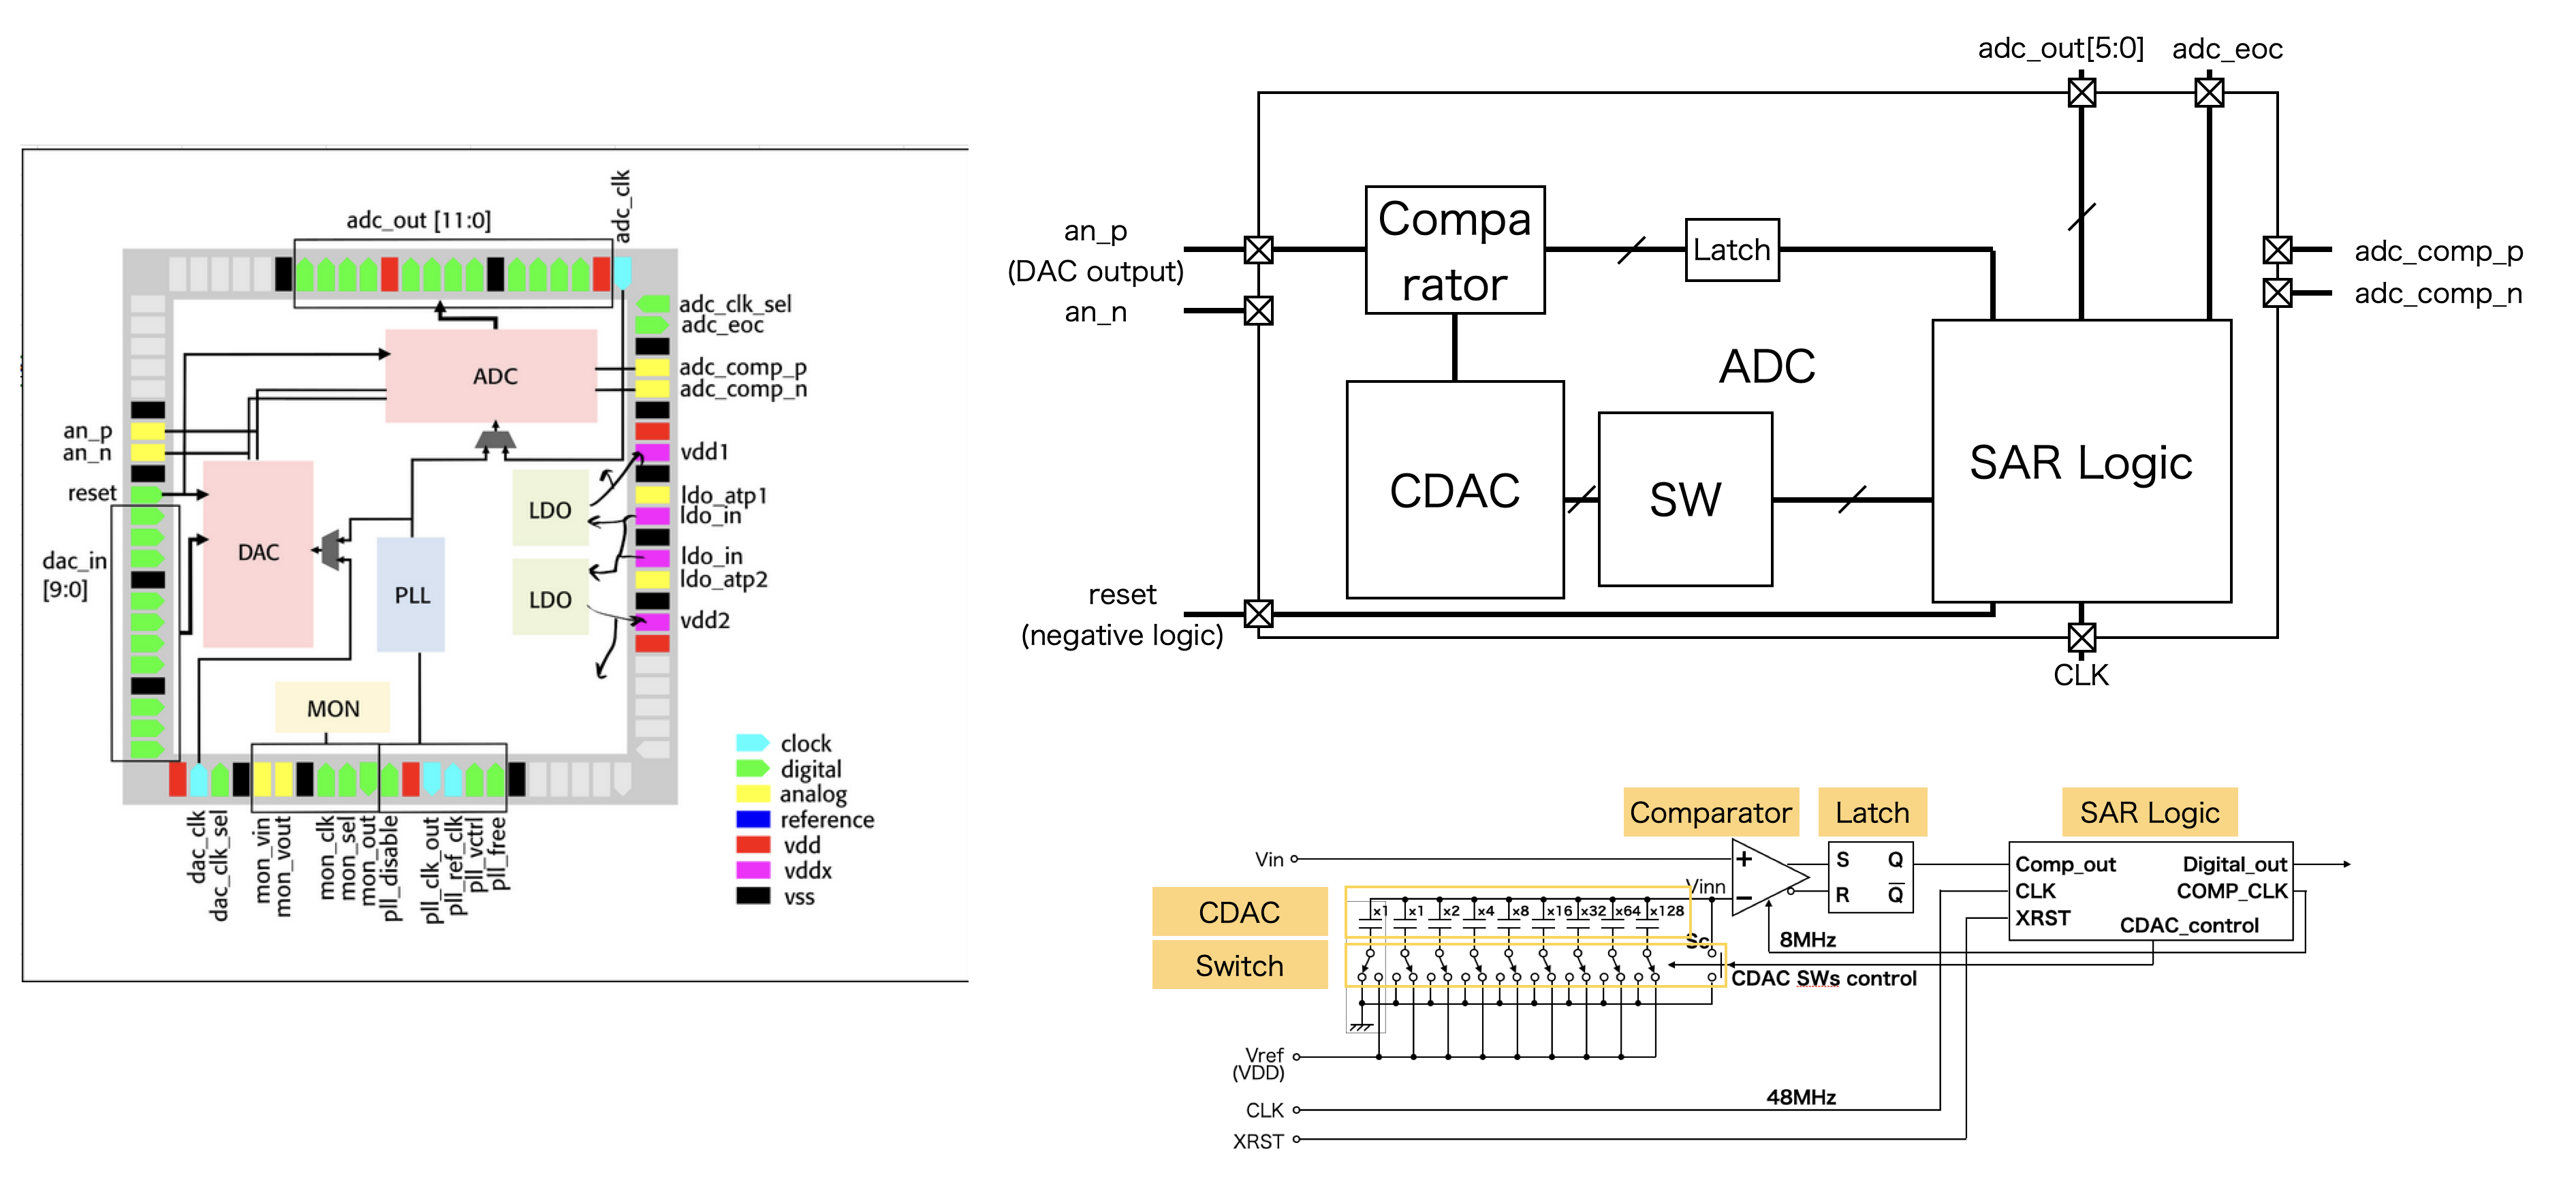 adc_out [11:0]
adc_clk
adc_clk_sel
adc_eoc
adc_comp_p
adc_comp_n
ADC
an_p
an_n
vdd1
reset
ldo_atp1
ldo_in
LDO
dac_in
[9:0]
DAC
ldo_in
ldo_atp2
PLL
LDO
vdd2
MON
clock
digital
analog
reference
vdd
vddx
vss
dac_clk
dac_clk_sel
mon_vin
mon_vout
mon_clk
mon_sel
mon_out
pll_disable
pll_clk_out
pll_ref_clk
pll_vctrl
pll_free
adc_out[5:0]
adc_eoc
an_p
(DAC output)
an_n
Compa
rator
Latch
adc_comp_p
adc_comp_n
ADC
CDAC
SW
SAR Logic
reset
(negative logic)
CLK
Comparator
Latch
SAR Logic
Vin
+
S Q
R Q̅
Comp_out Digital_out
CLK COMP_CLK
XRST
CDAC_control
Vinn
−
CDAC
x1 x1 x2 x4 x8 x16 x32 x64 x128
Sc
8MHz
Switch
CDAC SWs control
Vref
(VDD)
48MHz
CLK
XRST